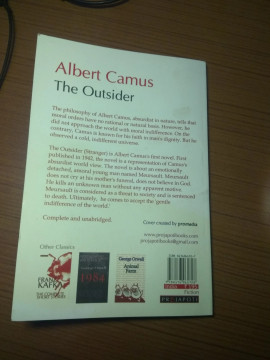 Albert Camus
The Outsider
The philosophy of Albert Camus, absurdist in nature, tells that
moral orders have no rational or natural basis. However, he
did not approach the world with moral indifference. On the
contrary, Camus is known for his faith in man's dignity. But he
observed a cold, indifferent universe.
The Outsider (Stranger) is Albert Camus's first novel. First
published in 1942, the novel is a representation of Camus's
absurdist world view. The novel is about an emotionally
detached, amoral young man named Meursault. Meursault
does not cry at his mother's funeral, does not believe in God.
He kills an unknown man without any apparent motive.
Meursault is considered as a threat to society and is sentenced
to death. Ultimately, he comes to accept the 'gentle
indifference of the world.'
Complete and unabridged.
Cover created by promedia
Other Classics
FRANZ
KAFKA
1984
George Orwell
Animal
Farm
PROJAPOTI